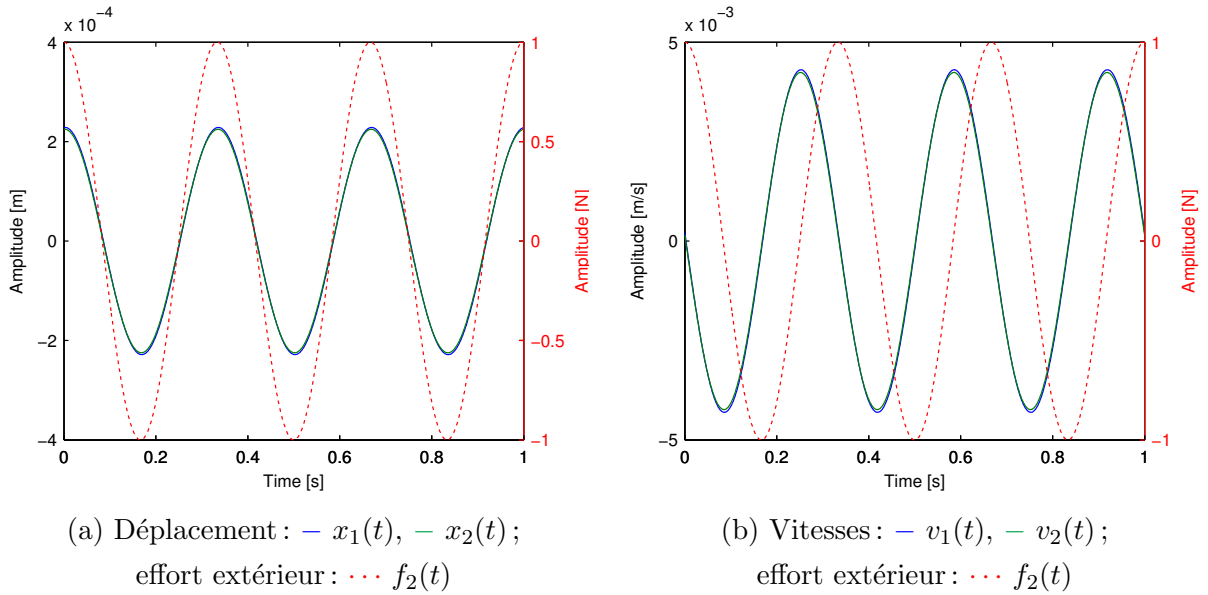 x 10⁻⁴
4
2
0
−2
−4
Amplitude [m]
1
0.5
0
−0.5
−1
Amplitude [N]
0 0.2 0.4 0.6 0.8 1
Time [s]
(a) Déplacement : − x₁(t), − x₂(t) ;
effort extérieur : ··· f₂(t)
x 10⁻³
5
0
−5
Amplitude [m/s]
1
0
−1
Amplitude [N]
0 0.2 0.4 0.6 0.8 1
Time [s]
(b) Vitesses : − v₁(t), − v₂(t) ;
effort extérieur : ··· f₂(t)